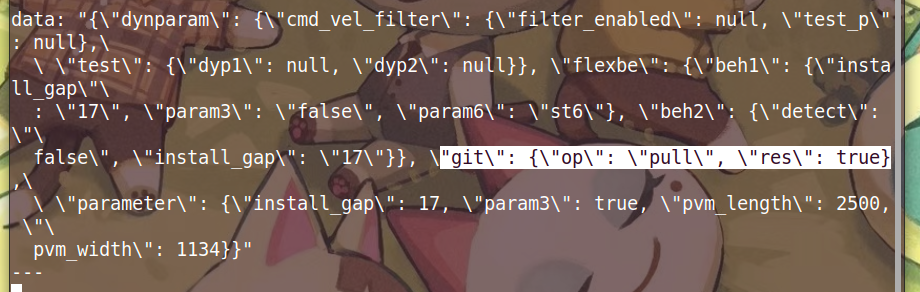 data: "{\"dynparam\": {\"cmd_vel_filter\": {\"filter_enabled\": null, \"test_p\"
: null},\
  \ \"test\": {\"dyp1\": null, \"dyp2\": null}}, \"flexbe\": {\"beh1\": {\"insta
ll_gap\"\
  : \"17\", \"param3\": \"false\", \"param6\": \"st6\"}, \"beh2\": {\"detect\":
\"\
  false\", \"install_gap\": \"17\"}}, \"git\": {\"op\": \"pull\", \"res\": true}
,\
  \ \"parameter\": {\"install_gap\": 17, \"param3\": true, \"pvm_length\": 2500,
 \"\
  pvm_width\": 1134}}"
---